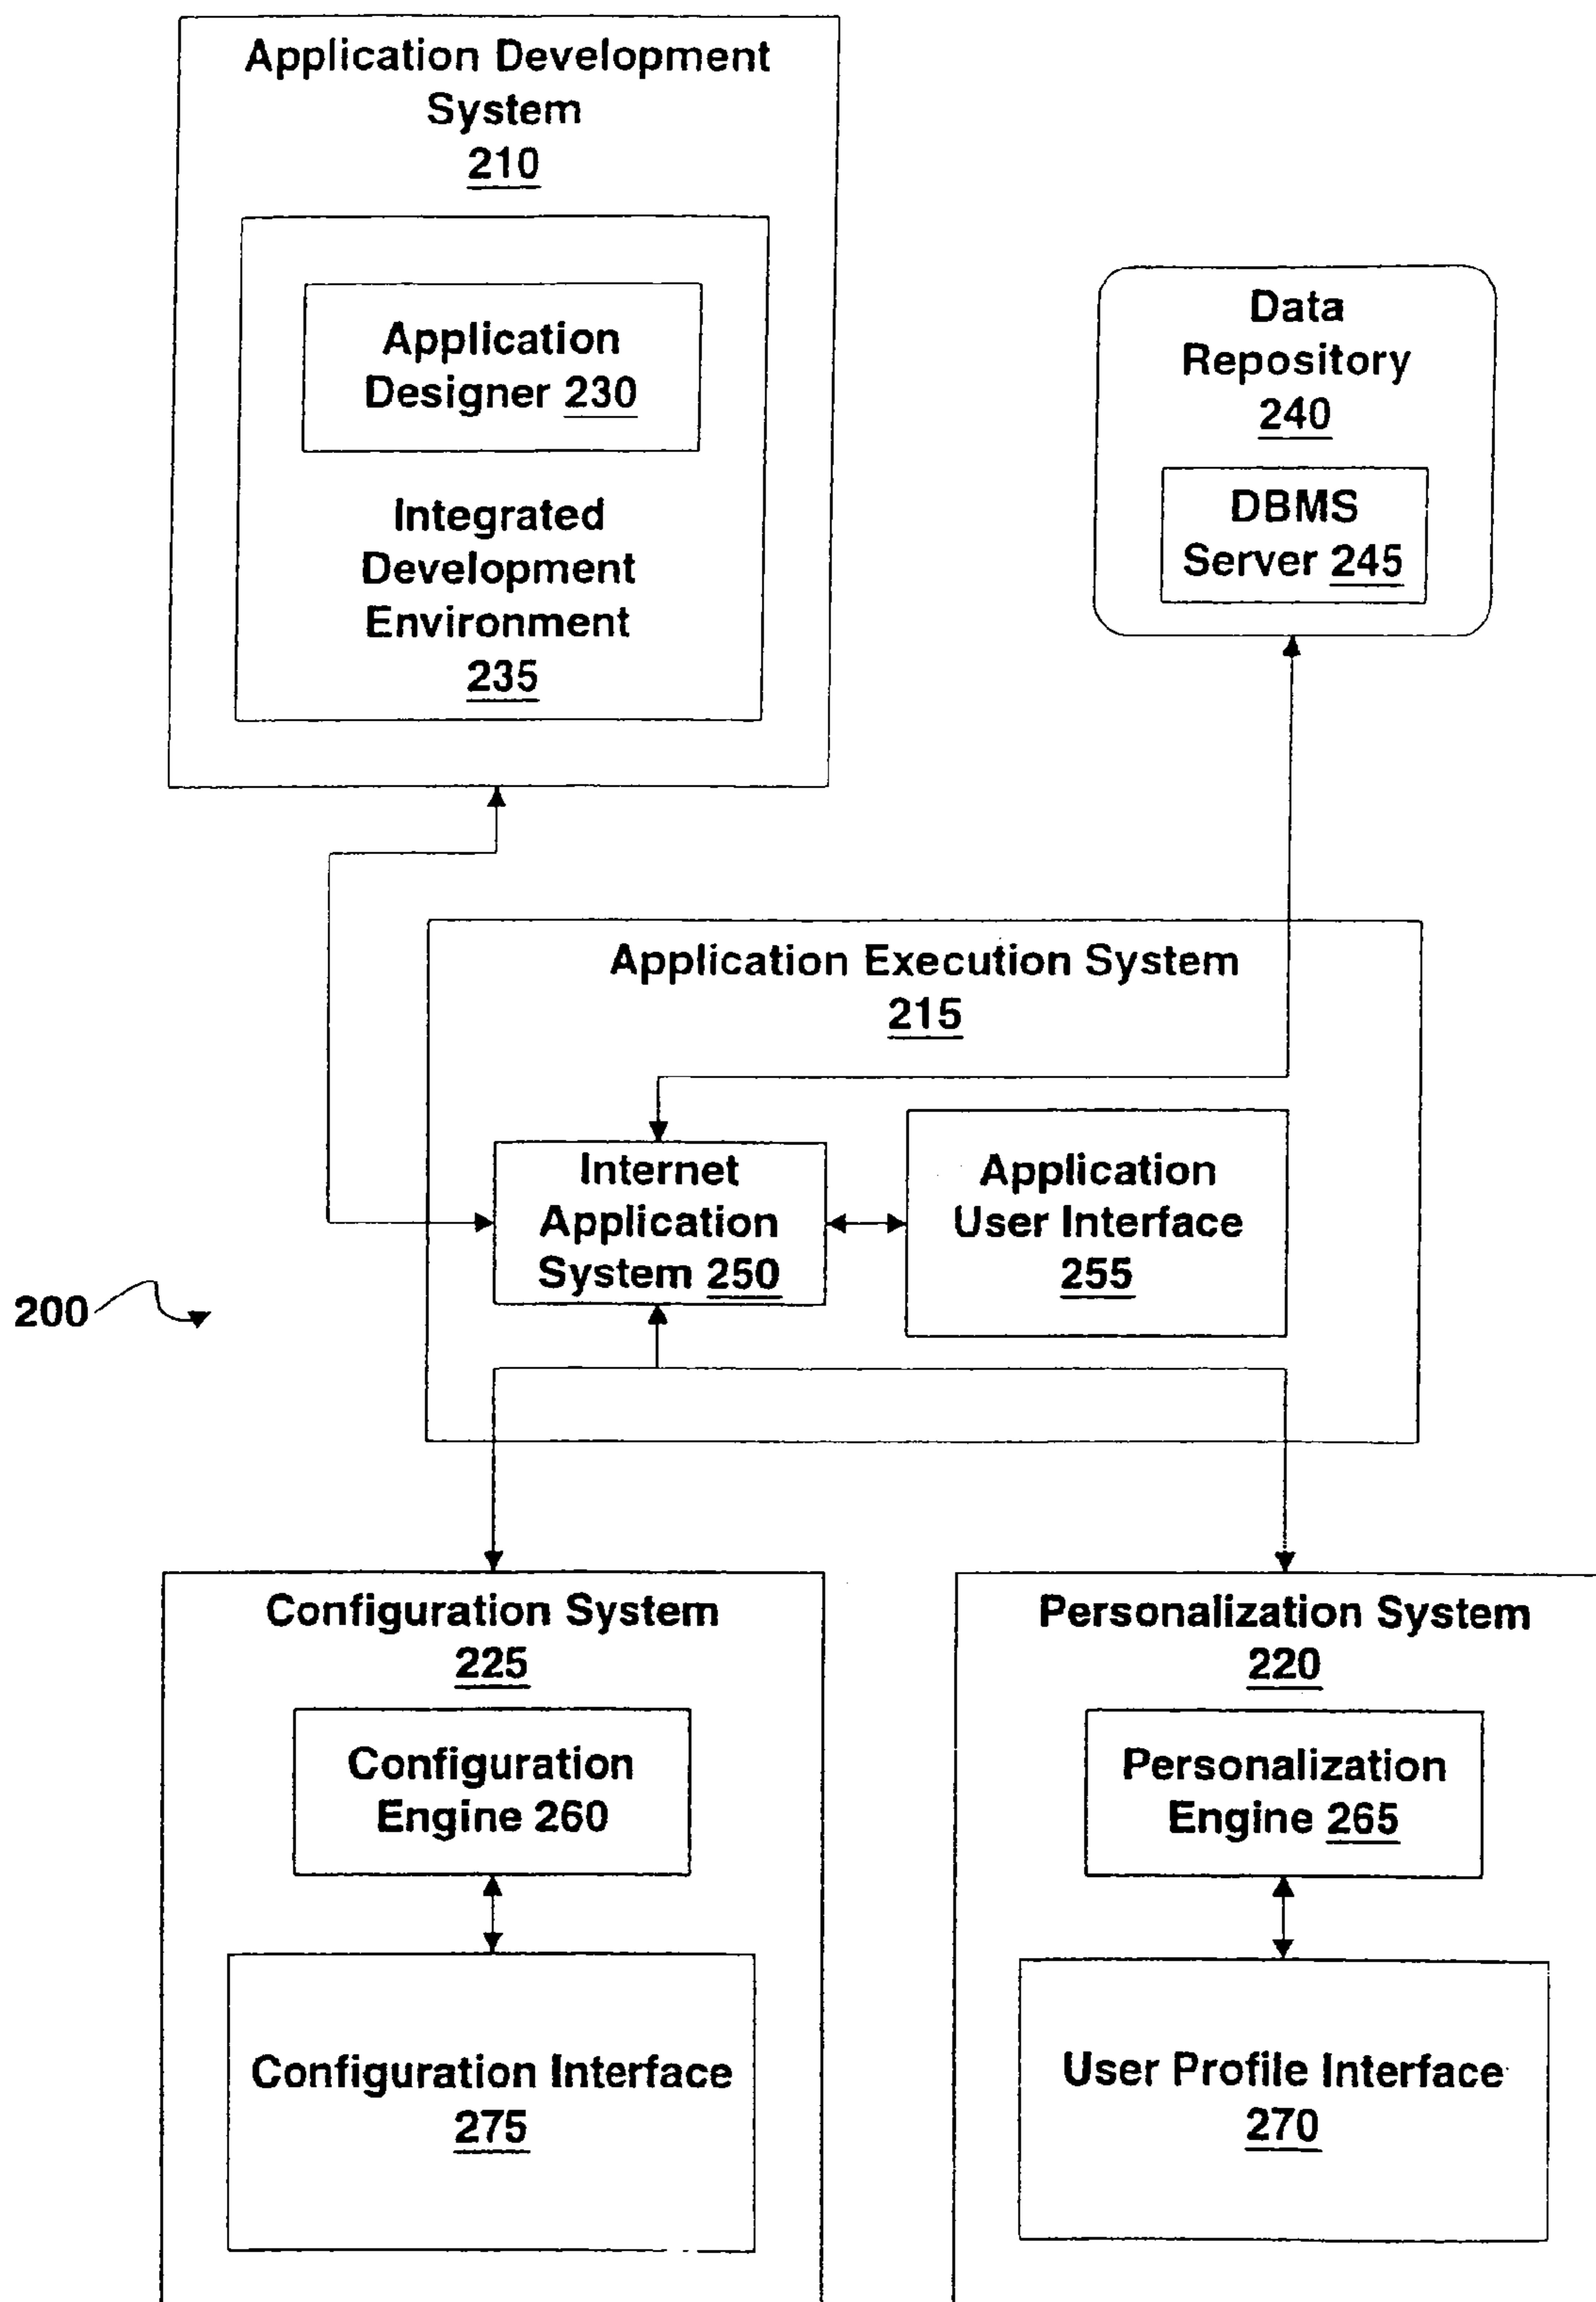 Application Development
System
210
Application
Designer 230
Integrated
Development
Environment
235
Data
Repository
240
DBMS
Server 245
Application Execution System
215
Internet
Application
System 250
Application
User Interface
255
200
Configuration System
225
Configuration
Engine 260
Configuration Interface
275
Personalization System
220
Personalization
Engine 265
User Profile Interface
270